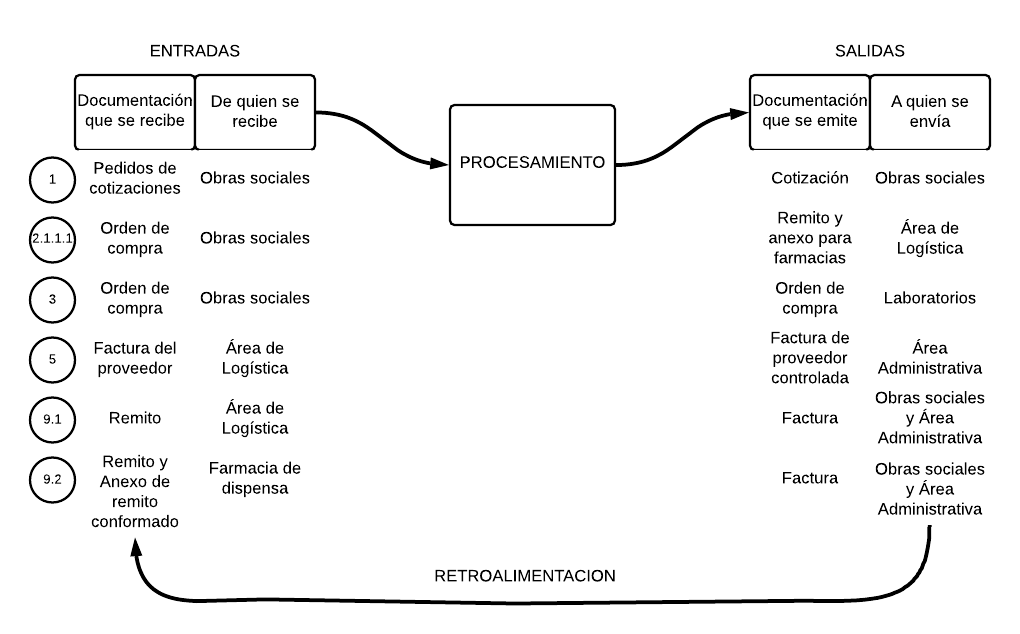 ENTRADAS
SALIDAS
Documentación
que se recibe
De quien se
recibe
PROCESAMIENTO
Documentación
que se emite
A quien se
envía
1
Pedidos de
cotizaciones
Obras sociales
Cotización
Obras sociales
2.1.1.1
Orden de
compra
Obras sociales
Remito y
anexo para
farmacias
Área de
Logística
3
Orden de
compra
Obras sociales
Orden de
compra
Laboratorios
5
Factura del
proveedor
Área de
Logística
Factura de
proveedor
controlada
Área
Administrativa
9.1
Remito
Área de
Logística
Factura
Obras sociales
y Área
Administrativa
9.2
Remito y
Anexo de
remito
conformado
Farmacia de
dispensa
Factura
Obras sociales
y Área
Administrativa
RETROALIMENTACION